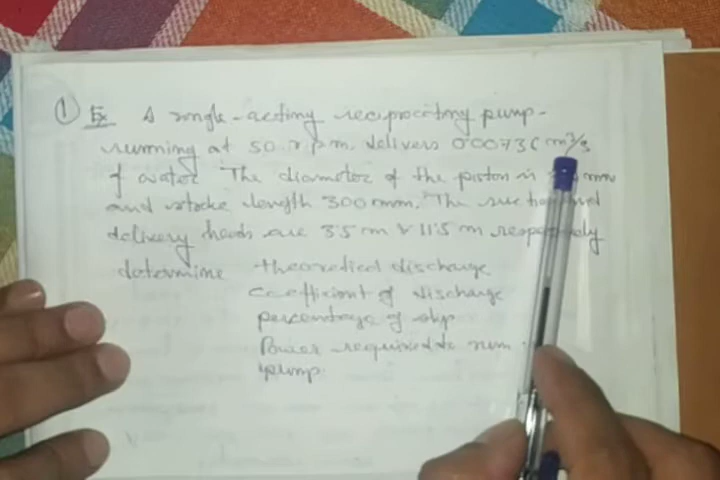 ① Ex A single-acting reciprocating pump-
running at 50 r.p.m. delivers 0.00736 m³/s
of water The diameter of the piston is mm
and stroke length 300mm. The suction and
delivery heads are 3.5 m & 11.5 m respectively
determine theoretical discharge
coefficient of discharge
percentage of slip
Power required to run
pump.